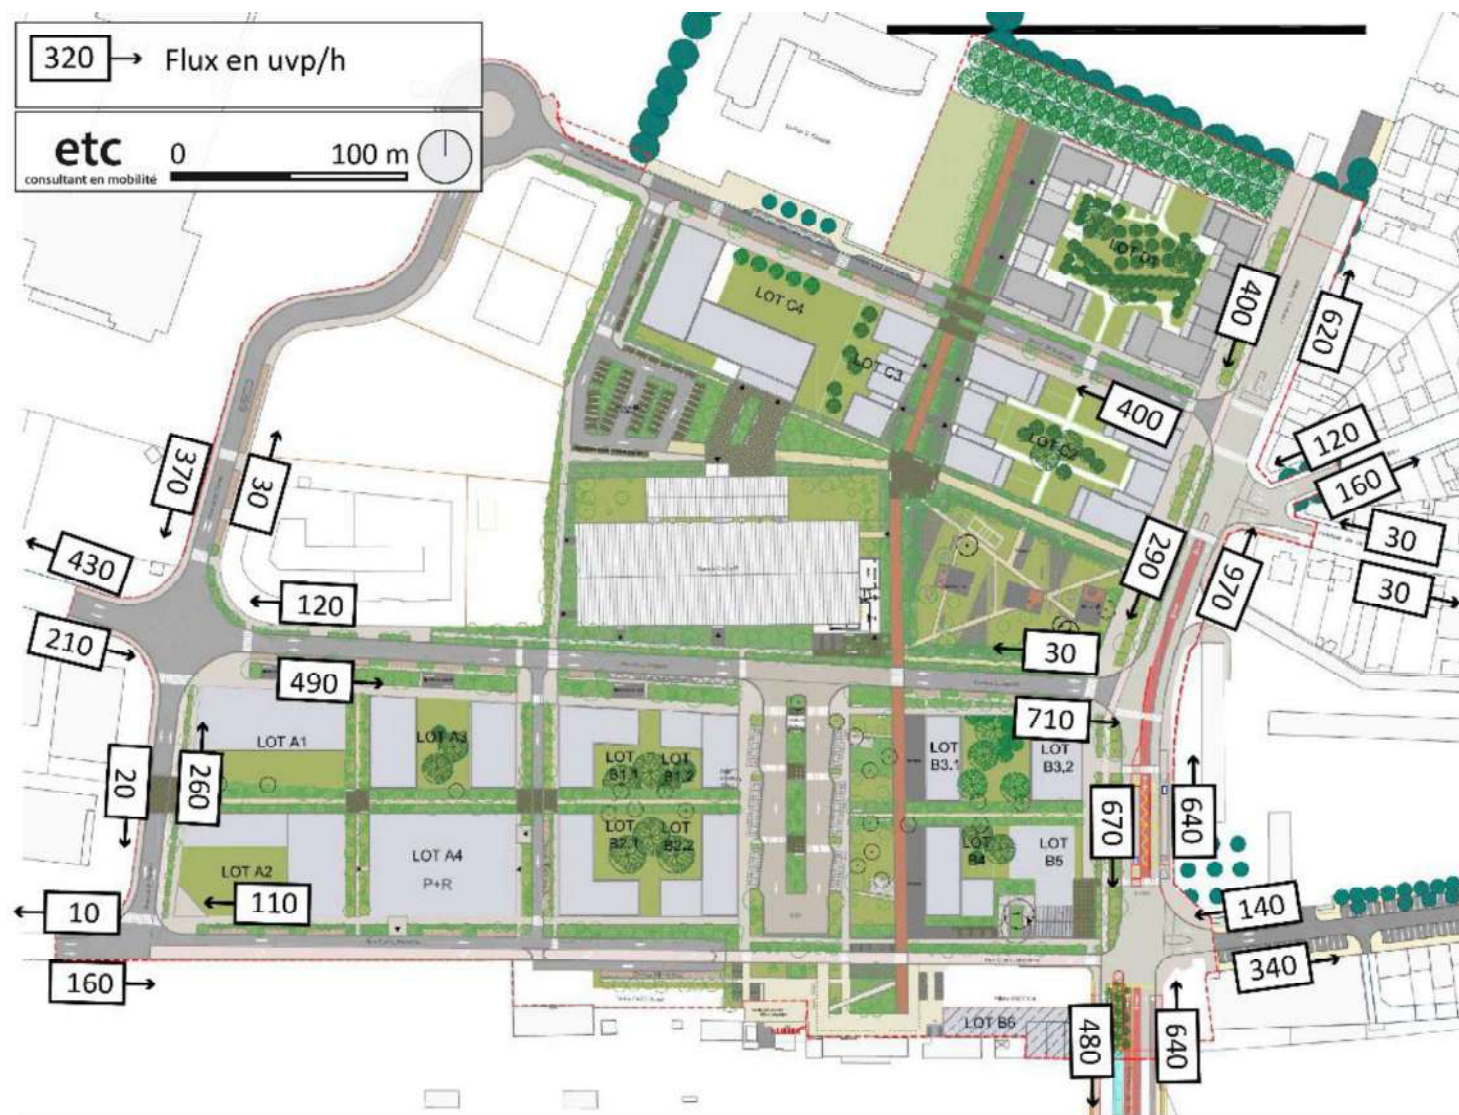 320 Flux en uvp/h
etc
consultant en mobilité
0 100 m
LOT D1
400
620
LOT C4
LOT C3
400
LOT C2
120
160
370
30
30
290
970
30
430
120
210
30
490
710
LOT A1
LOT A3
LOT B1.1
LOT B1.2
LOT B3.1
LOT B3.2
20
260
670
640
LOT A2
LOT A4
P+R
LOT B2.1
LOT B2.2
LOT B4
LOT B5
10
110
140
160
340
LOT B6
480
640